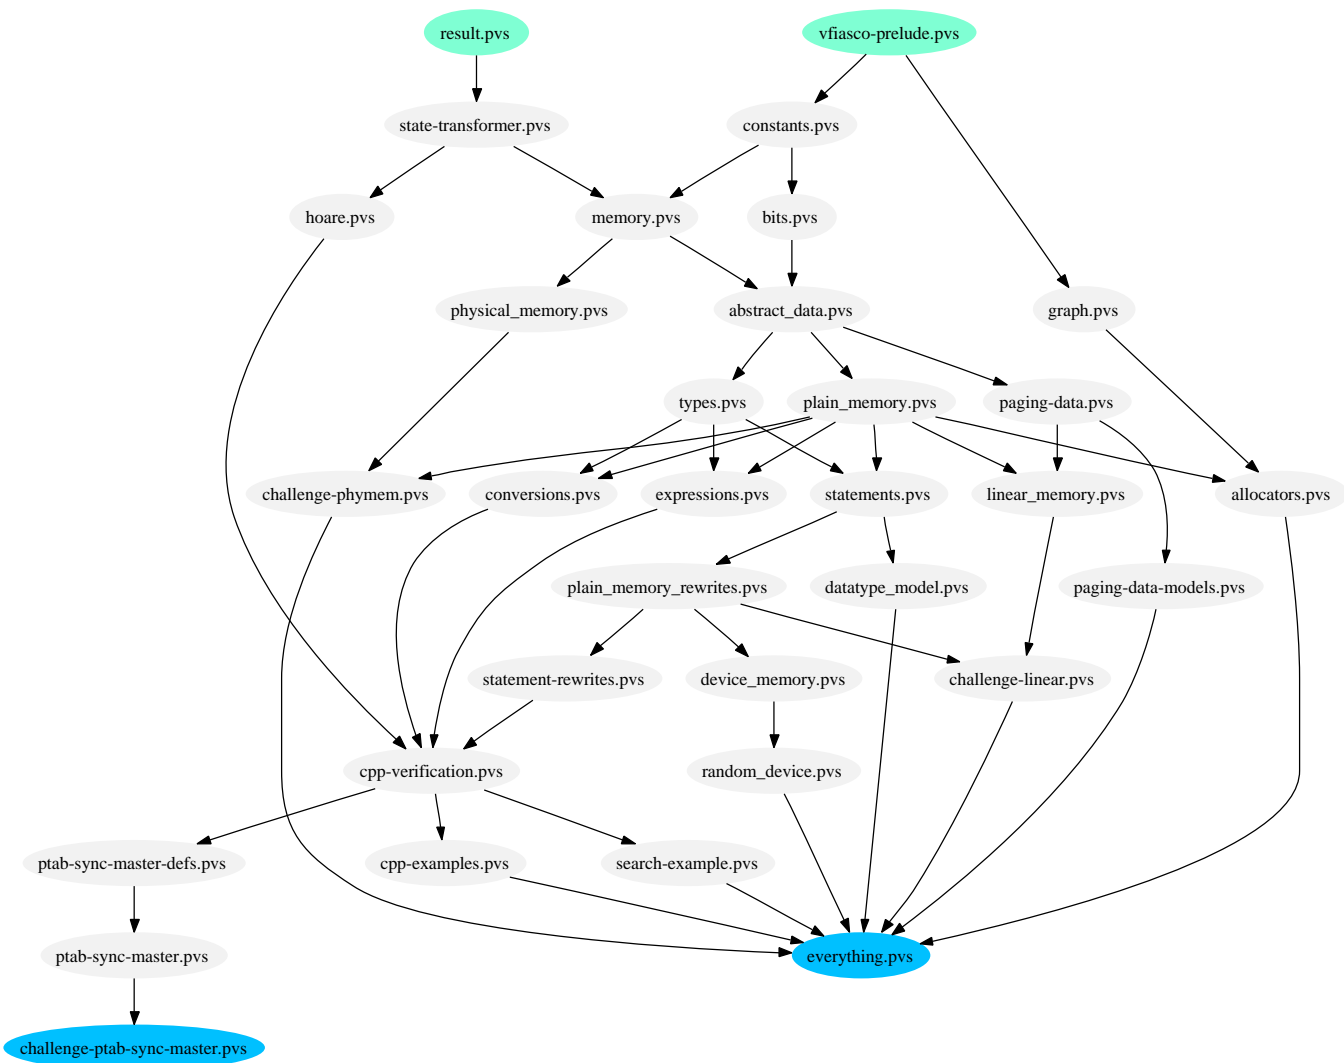 result.pvs
vfiasco-prelude.pvs
state-transformer.pvs
constants.pvs
hoare.pvs
memory.pvs
bits.pvs
physical_memory.pvs
abstract_data.pvs
graph.pvs
types.pvs
plain_memory.pvs
paging-data.pvs
challenge-phymem.pvs
conversions.pvs
expressions.pvs
statements.pvs
linear_memory.pvs
allocators.pvs
plain_memory_rewrites.pvs
datatype_model.pvs
paging-data-models.pvs
statement-rewrites.pvs
device_memory.pvs
challenge-linear.pvs
cpp-verification.pvs
random_device.pvs
ptab-sync-master-defs.pvs
cpp-examples.pvs
search-example.pvs
ptab-sync-master.pvs
everything.pvs
challenge-ptab-sync-master.pvs